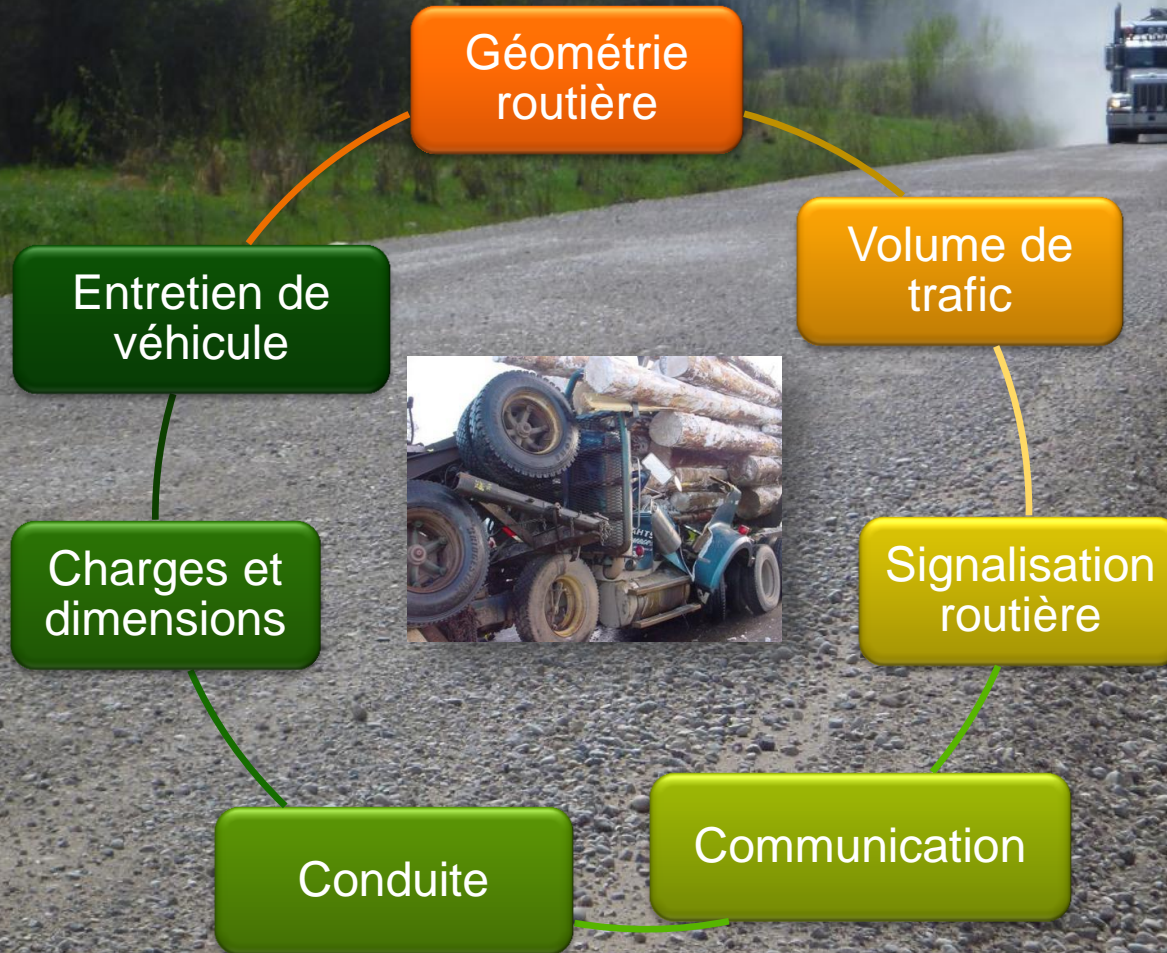 Géométrie
routière
Volume de
trafic
Signalisation
routière
Communication
Conduite
Charges et
dimensions
Entretien de
véhicule